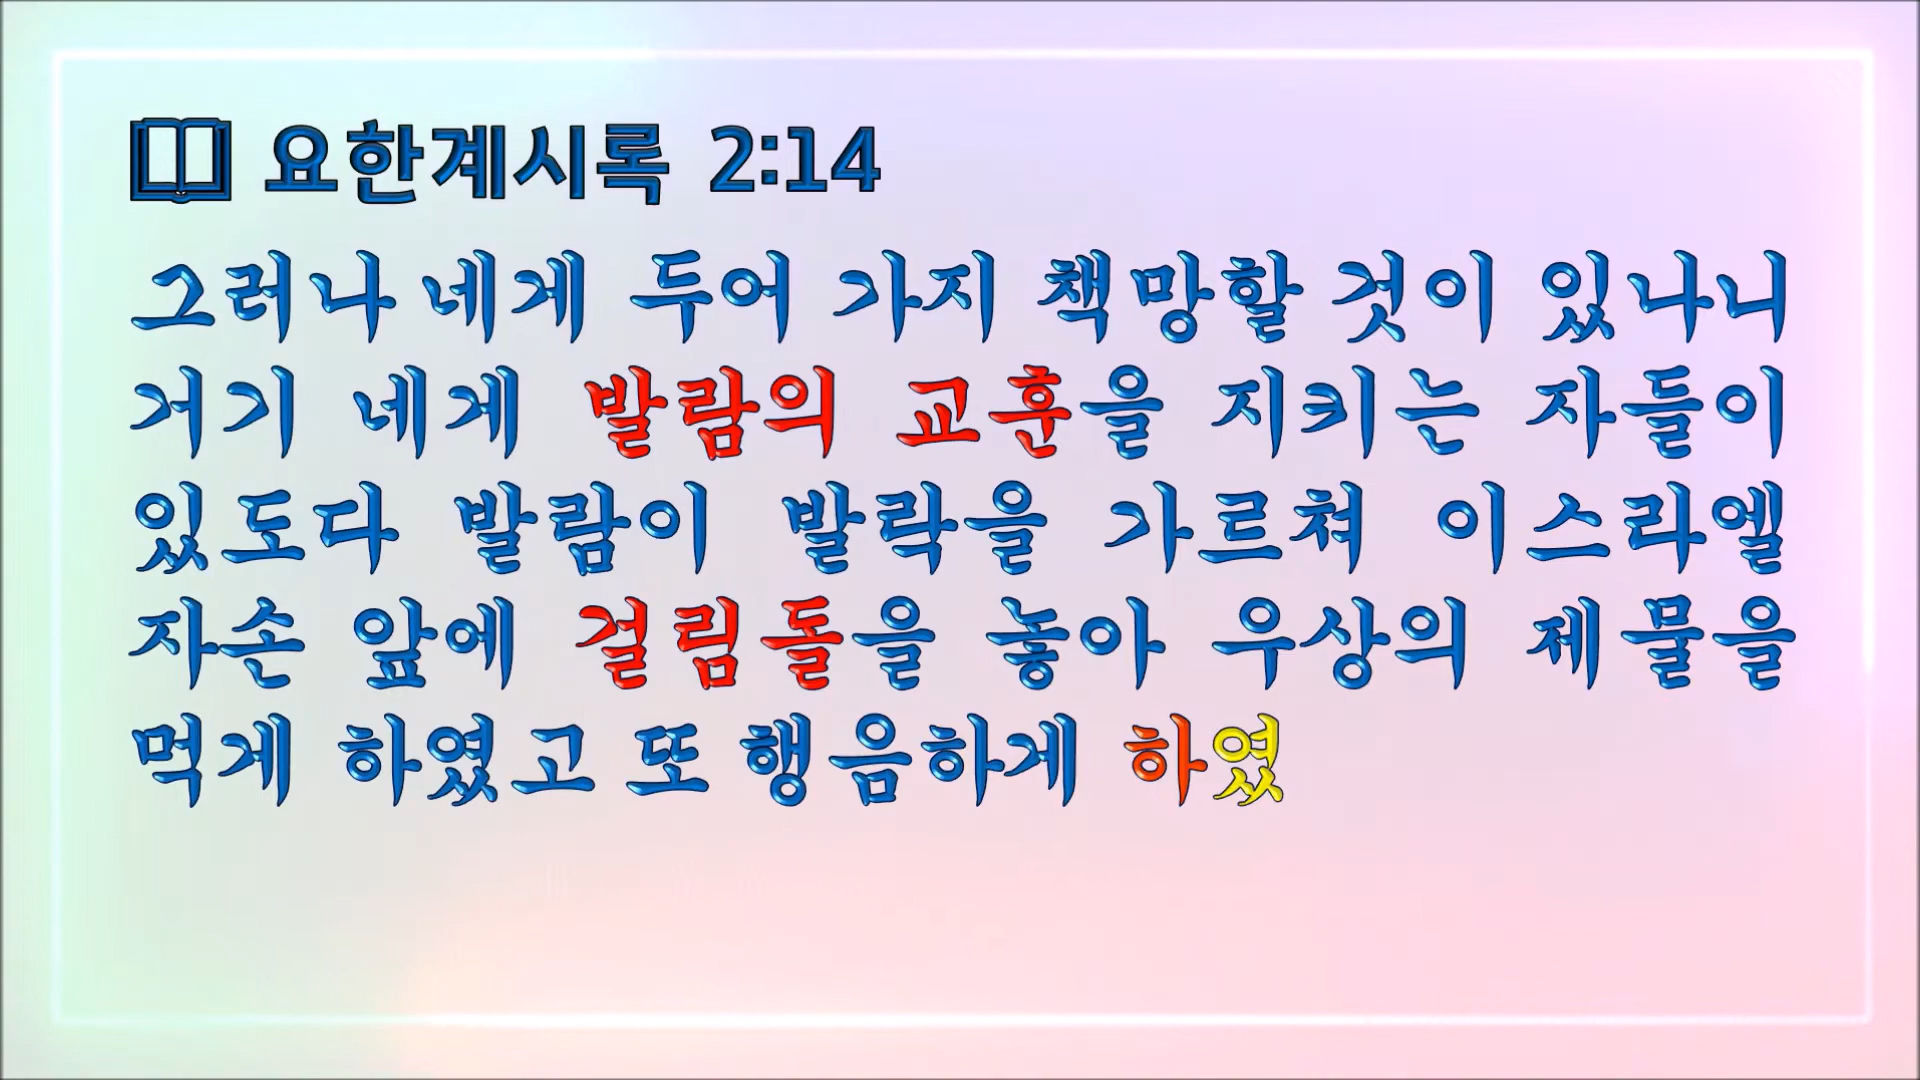 요한계시록 2:14
그러나 네게 두어 가지 책망할 것이 있나니
거기 네게 발람의 교훈을 지키는 자들이
있도다 발람이 발락을 가르쳐 이스라엘
자손 앞에 걸림돌을 놓아 우상의 제물을
먹게 하였고 또 행음하게 하였